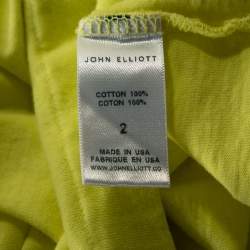 JOHN ELLIOTT
COTTON 100%
COTON 100%
2
MADE IN USA
FABRIQUE EN USA
WWW.JOHNELLIOTT.CO